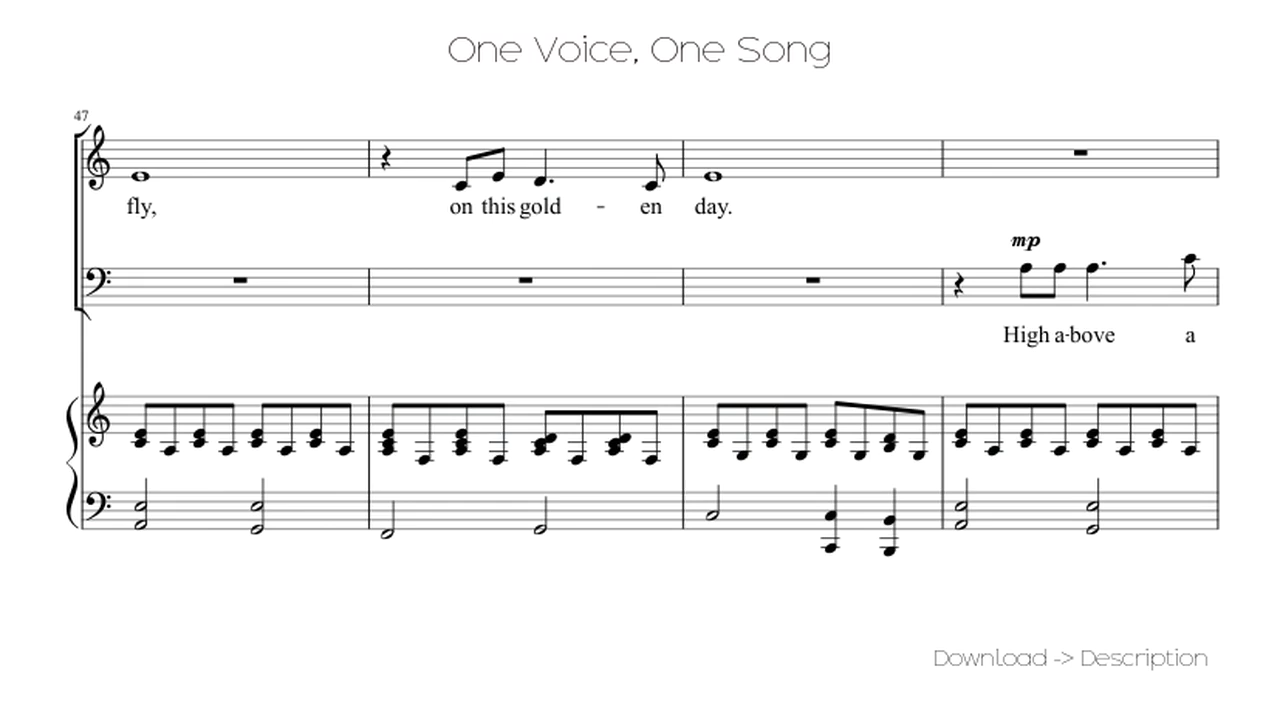 One Voice, One Song
47
fly, on this gold - en day.
mp
High a-bove a
Download -> Description